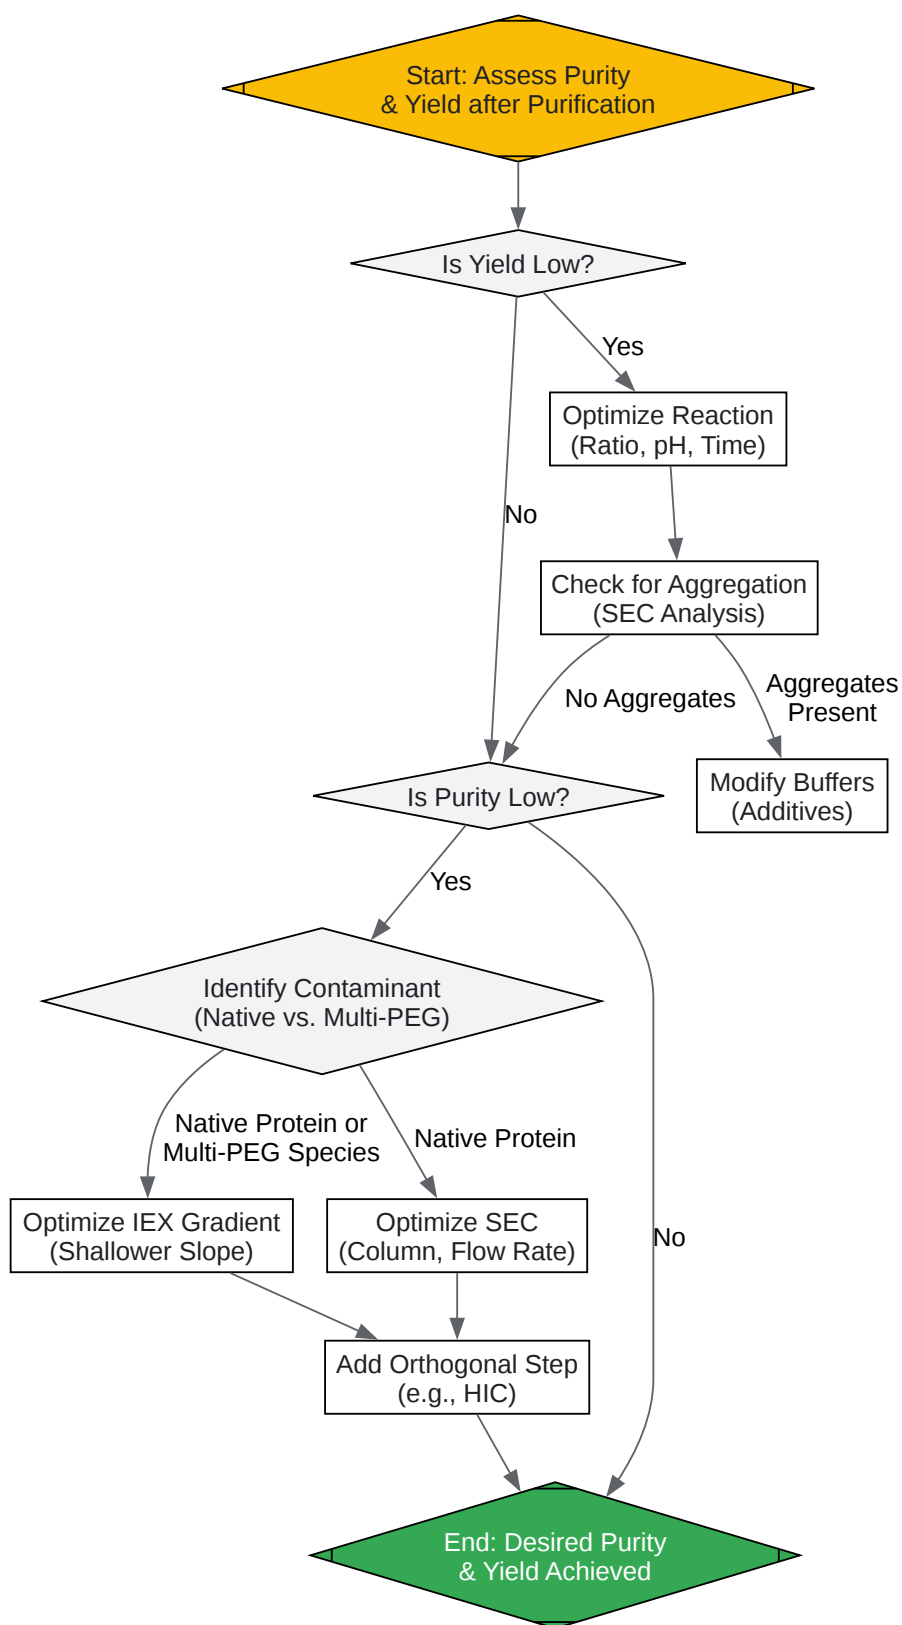 Start: Assess Purity
& Yield after Purification
Is Yield Low?
Yes
Optimize Reaction
(Ratio, pH, Time)
No
Check for Aggregation
(SEC Analysis)
No Aggregates
Aggregates
Present
Is Purity Low?
Modify Buffers
(Additives)
Yes
Identify Contaminant
(Native vs. Multi-PEG)
Native Protein or
Multi-PEG Species
Native Protein
Optimize IEX Gradient
(Shallower Slope)
Optimize SEC
(Column, Flow Rate)
No
Add Orthogonal Step
(e.g., HIC)
End: Desired Purity
& Yield Achieved